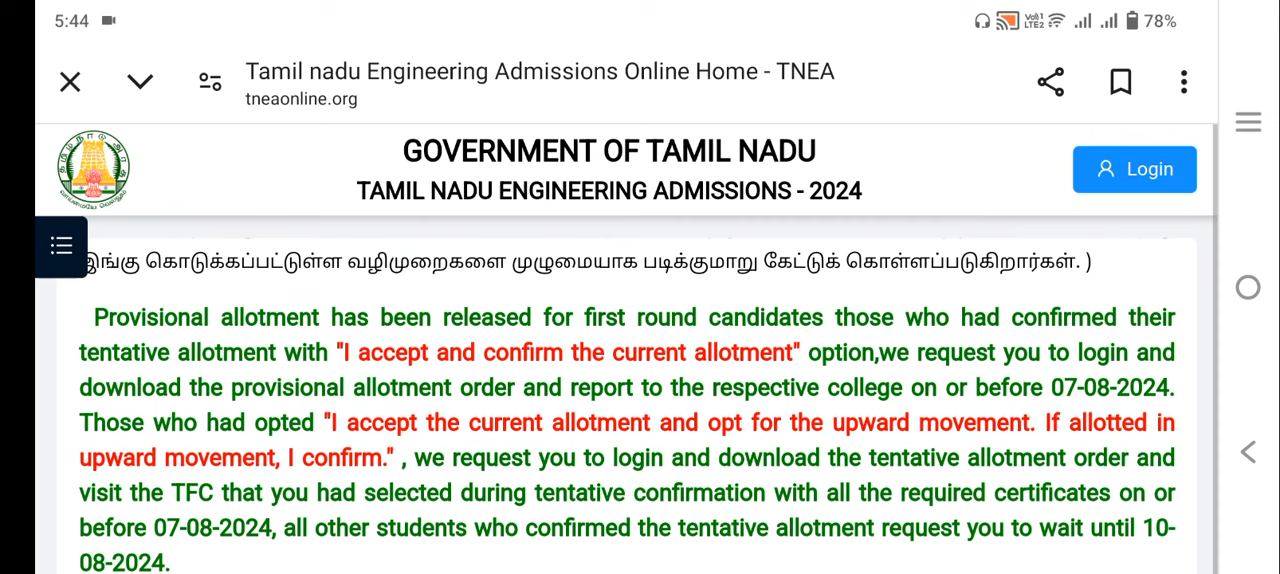 5:44
Vo)) 1 LTE2 78%
Tamil nadu Engineering Admissions Online Home - TNEA
tneaonline.org
GOVERNMENT OF TAMIL NADU
TAMIL NADU ENGINEERING ADMISSIONS - 2024
Login
இங்கு கொடுக்கப்பட்டுள்ள வழிமுறைகளை முழுமையாக படிக்குமாறு கேட்டுக் கொள்ளப்படுகிறார்கள். )
Provisional allotment has been released for first round candidates those who had confirmed their
tentative allotment with "I accept and confirm the current allotment" option,we request you to login and
download the provisional allotment order and report to the respective college on or before 07-08-2024.
Those who had opted "I accept the current allotment and opt for the upward movement. If allotted in
upward movement, I confirm." , we request you to login and download the tentative allotment order and
visit the TFC that you had selected during tentative confirmation with all the required certificates on or
before 07-08-2024, all other students who confirmed the tentative allotment request you to wait until 10-
08-2024.